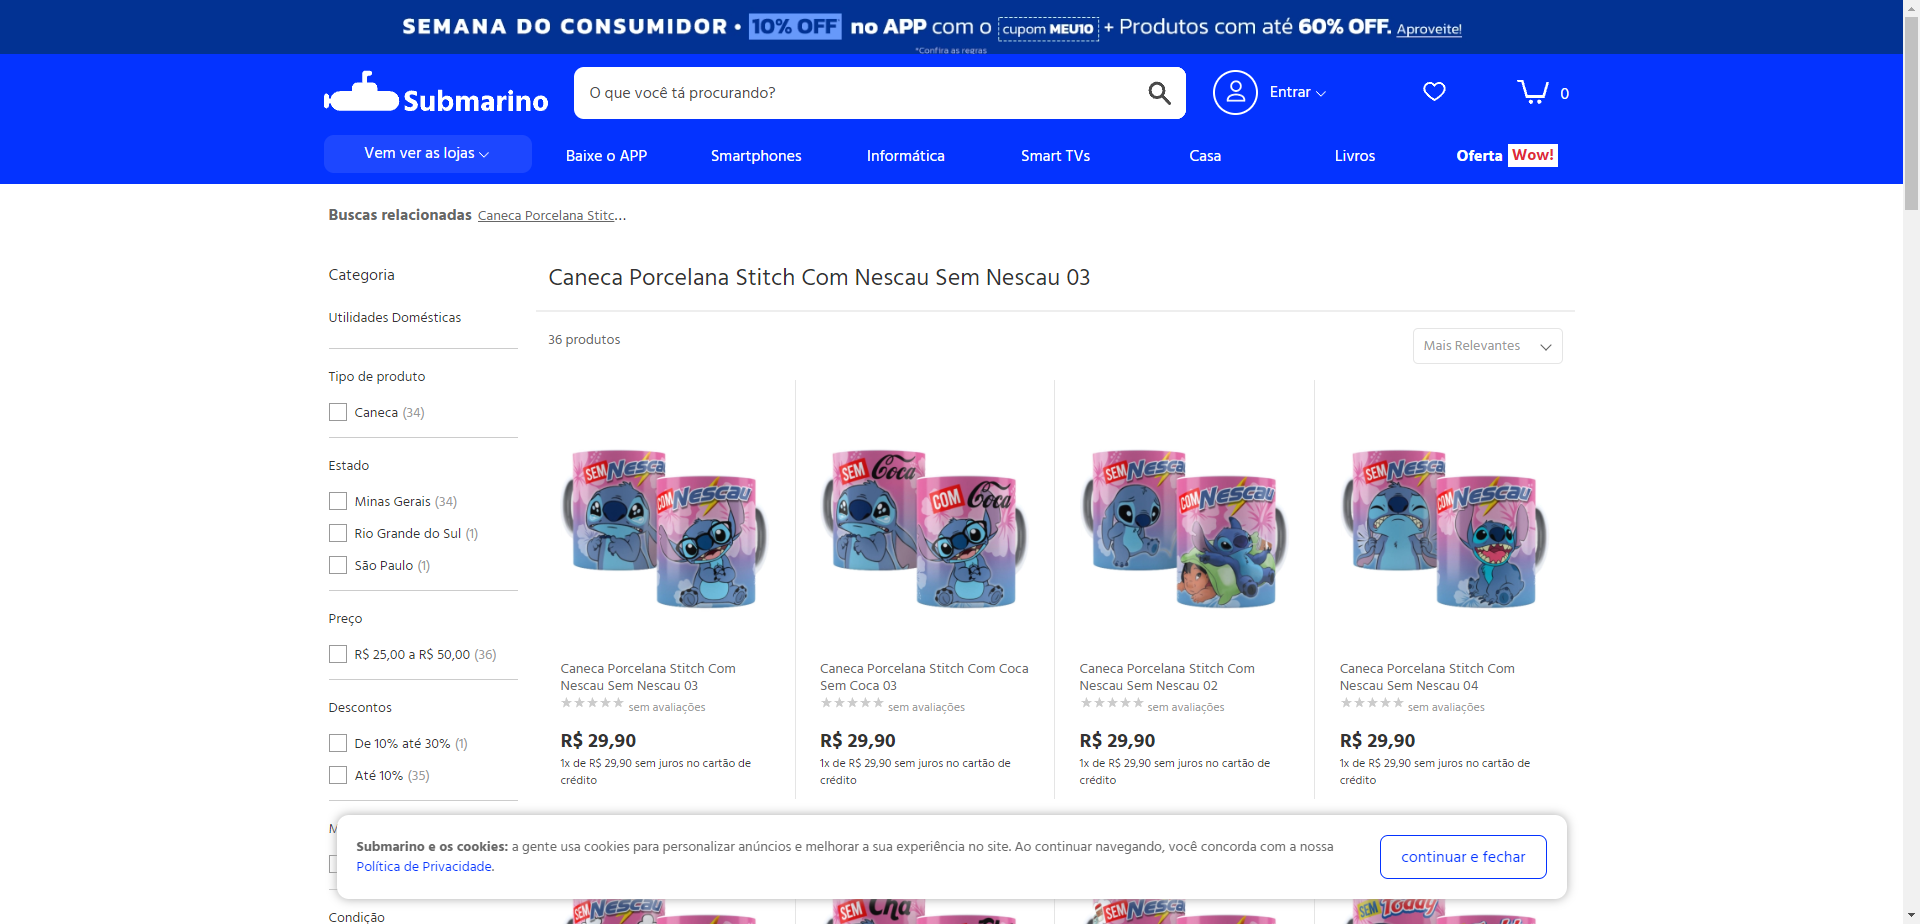 SEMANA DO CONSUMIDOR • 10% OFF no APP com o cupom MEU10 + Produtos com até 60% OFF. Aproveite!
*Confira as regras
Submarino
O que você tá procurando?
Entrar
0
Vem ver as lojas
Baixe o APP
Smartphones
Informática
Smart TVs
Casa
Livros
Oferta Wow!
Buscas relacionadas Caneca Porcelana Stitc...
Categoria
Utilidades Domésticas
Tipo de produto
Caneca (34)
Estado
Minas Gerais (34)
Rio Grande do Sul (1)
São Paulo (1)
Preço
R$ 25,00 a R$ 50,00 (36)
Descontos
De 10% até 30% (1)
Até 10% (35)
M
Condição
Caneca Porcelana Stitch Com Nescau Sem Nescau 03
36 produtos
Mais Relevantes
SEM Nescau
COM Nescau
Caneca Porcelana Stitch Com
Nescau Sem Nescau 03
sem avaliações
R$ 29,90
1x de R$ 29,90 sem juros no cartão de
crédito
SEM Coca
COM Coca
Caneca Porcelana Stitch Com Coca
Sem Coca 03
sem avaliações
R$ 29,90
1x de R$ 29,90 sem juros no cartão de
crédito
SEM Nescau
COM Nescau
Caneca Porcelana Stitch Com
Nescau Sem Nescau 02
sem avaliações
R$ 29,90
1x de R$ 29,90 sem juros no cartão de
crédito
SEM Nescau
COM Nescau
Caneca Porcelana Stitch Com
Nescau Sem Nescau 04
sem avaliações
R$ 29,90
1x de R$ 29,90 sem juros no cartão de
crédito
Submarino e os cookies: a gente usa cookies para personalizar anúncios e melhorar a sua experiência no site. Ao continuar navegando, você concorda com a nossa
Política de Privacidade.
continuar e fechar
SEM Nescau
SEM Chá
SEM Nescau
SEM Toddy